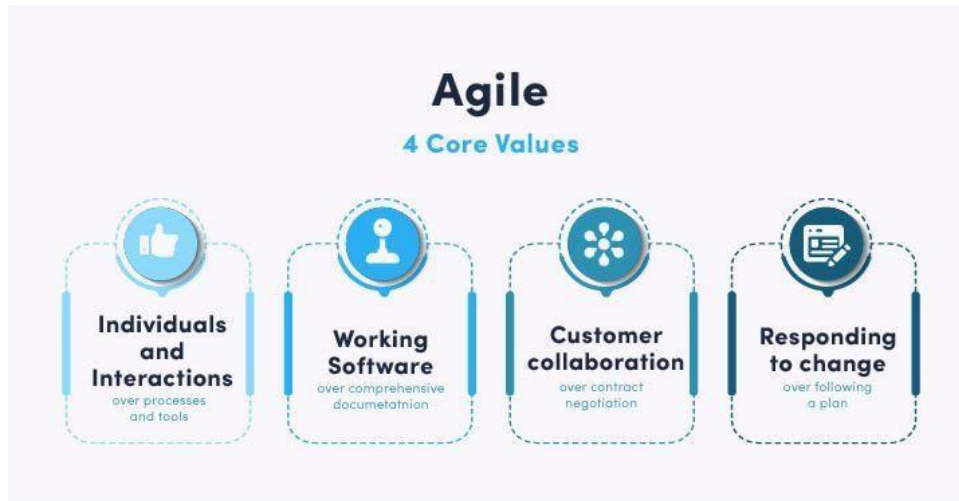 Agile
4 Core Values
Individuals
and
Interactions
over processes
and tools
Working
Software
over comprehensive
documetatnion
Customer
collaboration
over contract
negotiation
Responding
to change
over following
a plan